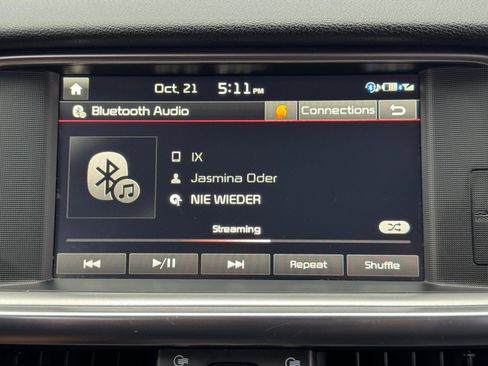 Oct. 21 5:11 PM
Bluetooth Audio
Connections
IX
Jasmina Oder
NIE WIEDER
Streaming
Repeat
Shuffle